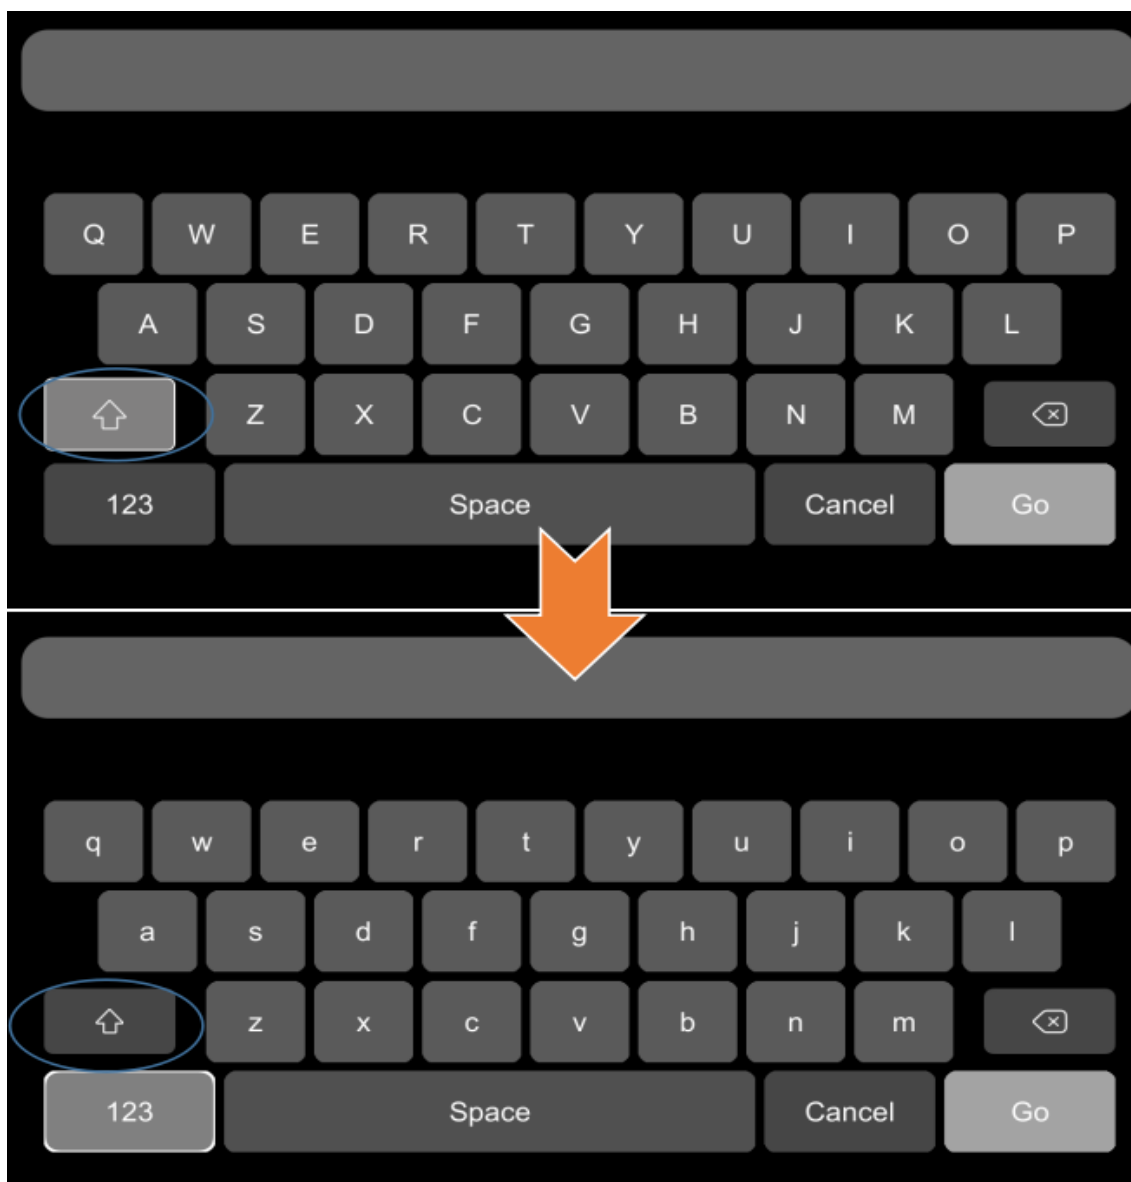 Q W E R T Y U I O P
A S D F G H J K L
Z X C V B N M
123 Space Cancel Go
q w e r t y u i o p
a s d f g h j k l
z x c v b n m
123 Space Cancel Go